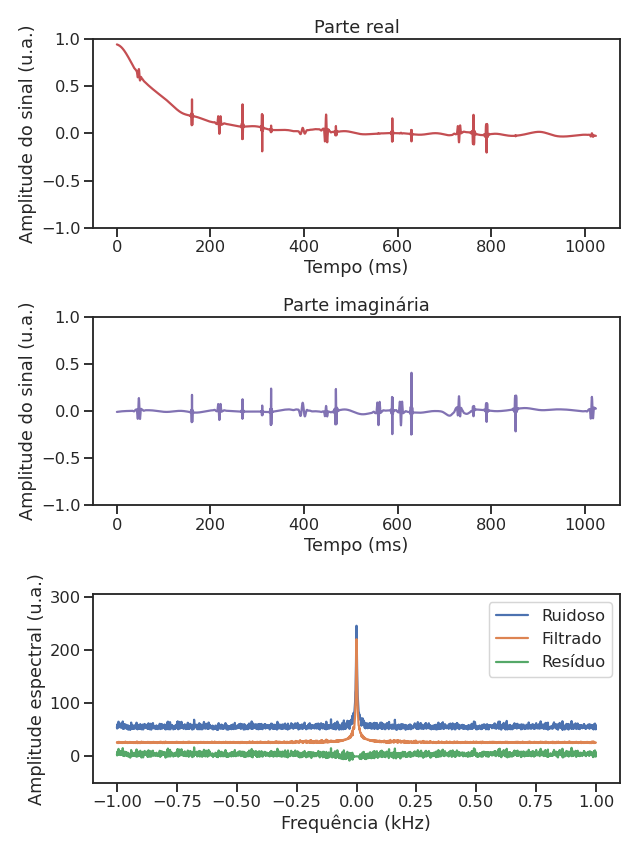 Parte real
Amplitude do sinal (u.a.)
1.0
0.5
0.0
−0.5
−1.0
0 200 400 600 800 1000
Tempo (ms)
Parte imaginária
Amplitude do sinal (u.a.)
1.0
0.5
0.0
−0.5
−1.0
0 200 400 600 800 1000
Tempo (ms)
Amplitude espectral (u.a.)
300
200
100
0
Ruidoso
Filtrado
Resíduo
−1.00 −0.75 −0.50 −0.25 0.00 0.25 0.50 0.75 1.00
Frequência (kHz)